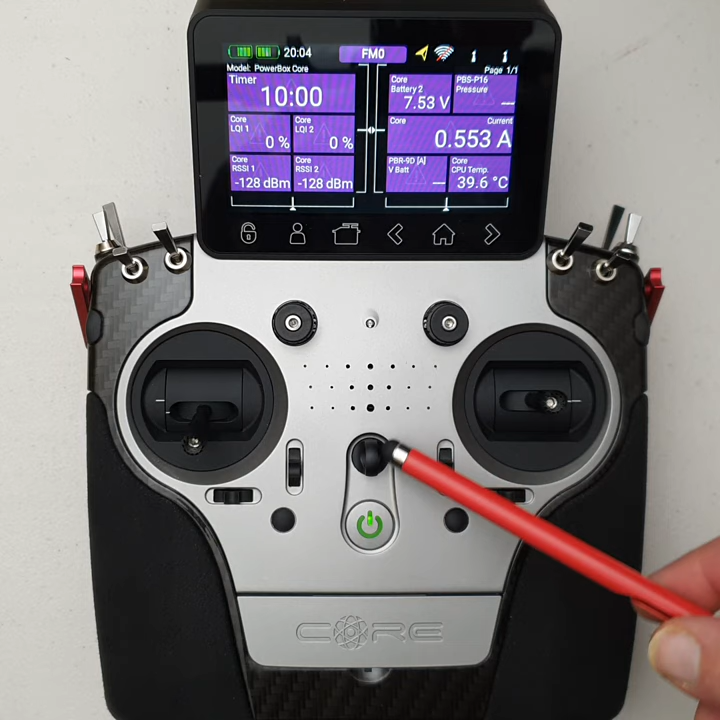 20:04 FM0 1 1
Model: PowerBox Core Page 1/1
Timer
10:00
Core
LQI 1
0 %
Core
LQI 2
0 %
Core
RSSI 1
-128 dBm
Core
RSSI 2
-128 dBm
Core
Battery 2
7.53 V
PBS-P16
Pressure
---
Core Current
0.553 A
PBR-9D [A]
V Batt
---
Core
CPU Temp.
39.6 °C
CORE